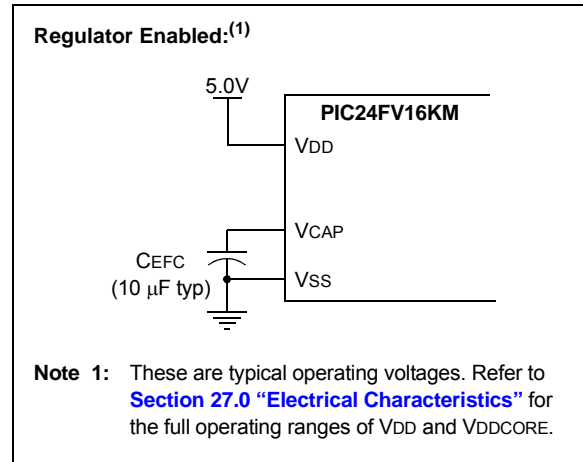 Regulator Enabled:(1)
5.0V
PIC24FV16KM
VDD
VCAP
CEFC
(10 μF typ)
VSS
Note 1: These are typical operating voltages. Refer to
Section 27.0 “Electrical Characteristics” for
the full operating ranges of VDD and VDDCORE.